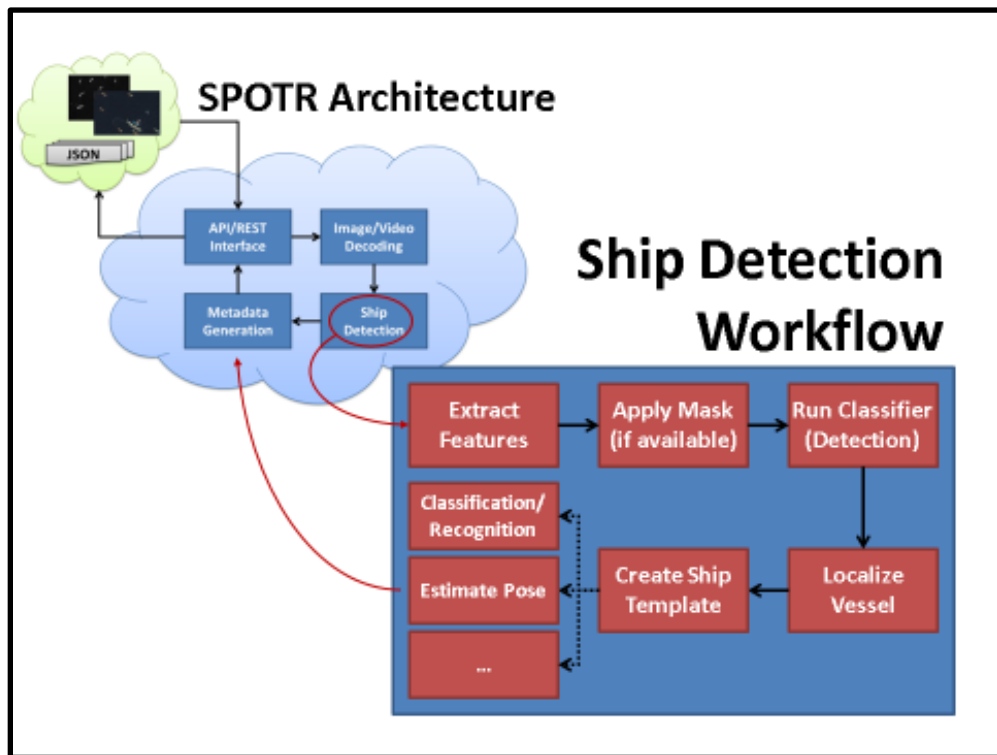 SPOTR Architecture
JSON
API/REST
Interface
Image/Video
Decoding
Metadata
Generation
Ship
Detection
Ship Detection
Workflow
Extract
Features
Apply Mask
(if available)
Run Classifier
(Detection)
Classification/
Recognition
Estimate Pose
...
Create Ship
Template
Localize
Vessel